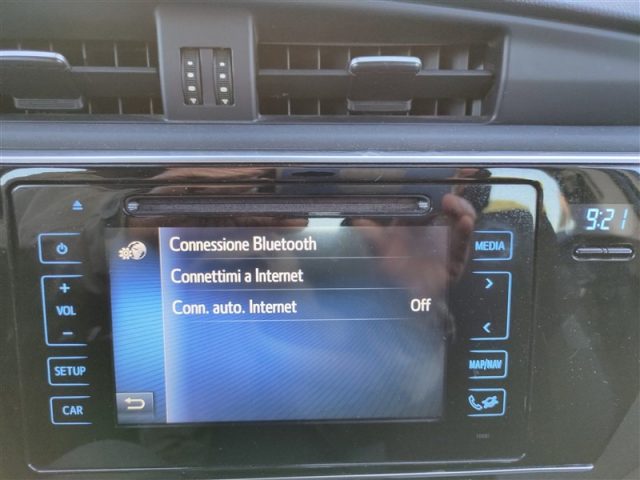 9:21
Connessione Bluetooth
MEDIA
Connettimi a Internet
+
VOL
-
Conn. auto. Internet Off
SETUP
MAP/NAV
CAR